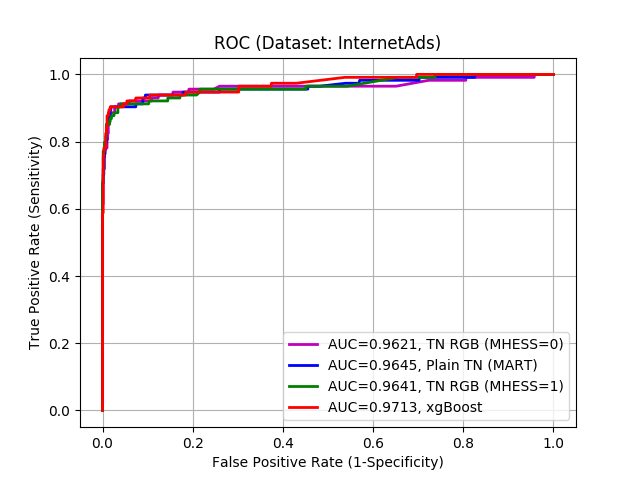 ROC (Dataset: InternetAds)
True Positive Rate (Sensitivity)
1.0
0.8
0.6
0.4
0.2
0.0
AUC=0.9621, TN RGB (MHESS=0)
AUC=0.9645, Plain TN (MART)
AUC=0.9641, TN RGB (MHESS=1)
AUC=0.9713, xgBoost
0.0 0.2 0.4 0.6 0.8 1.0
False Positive Rate (1-Specificity)